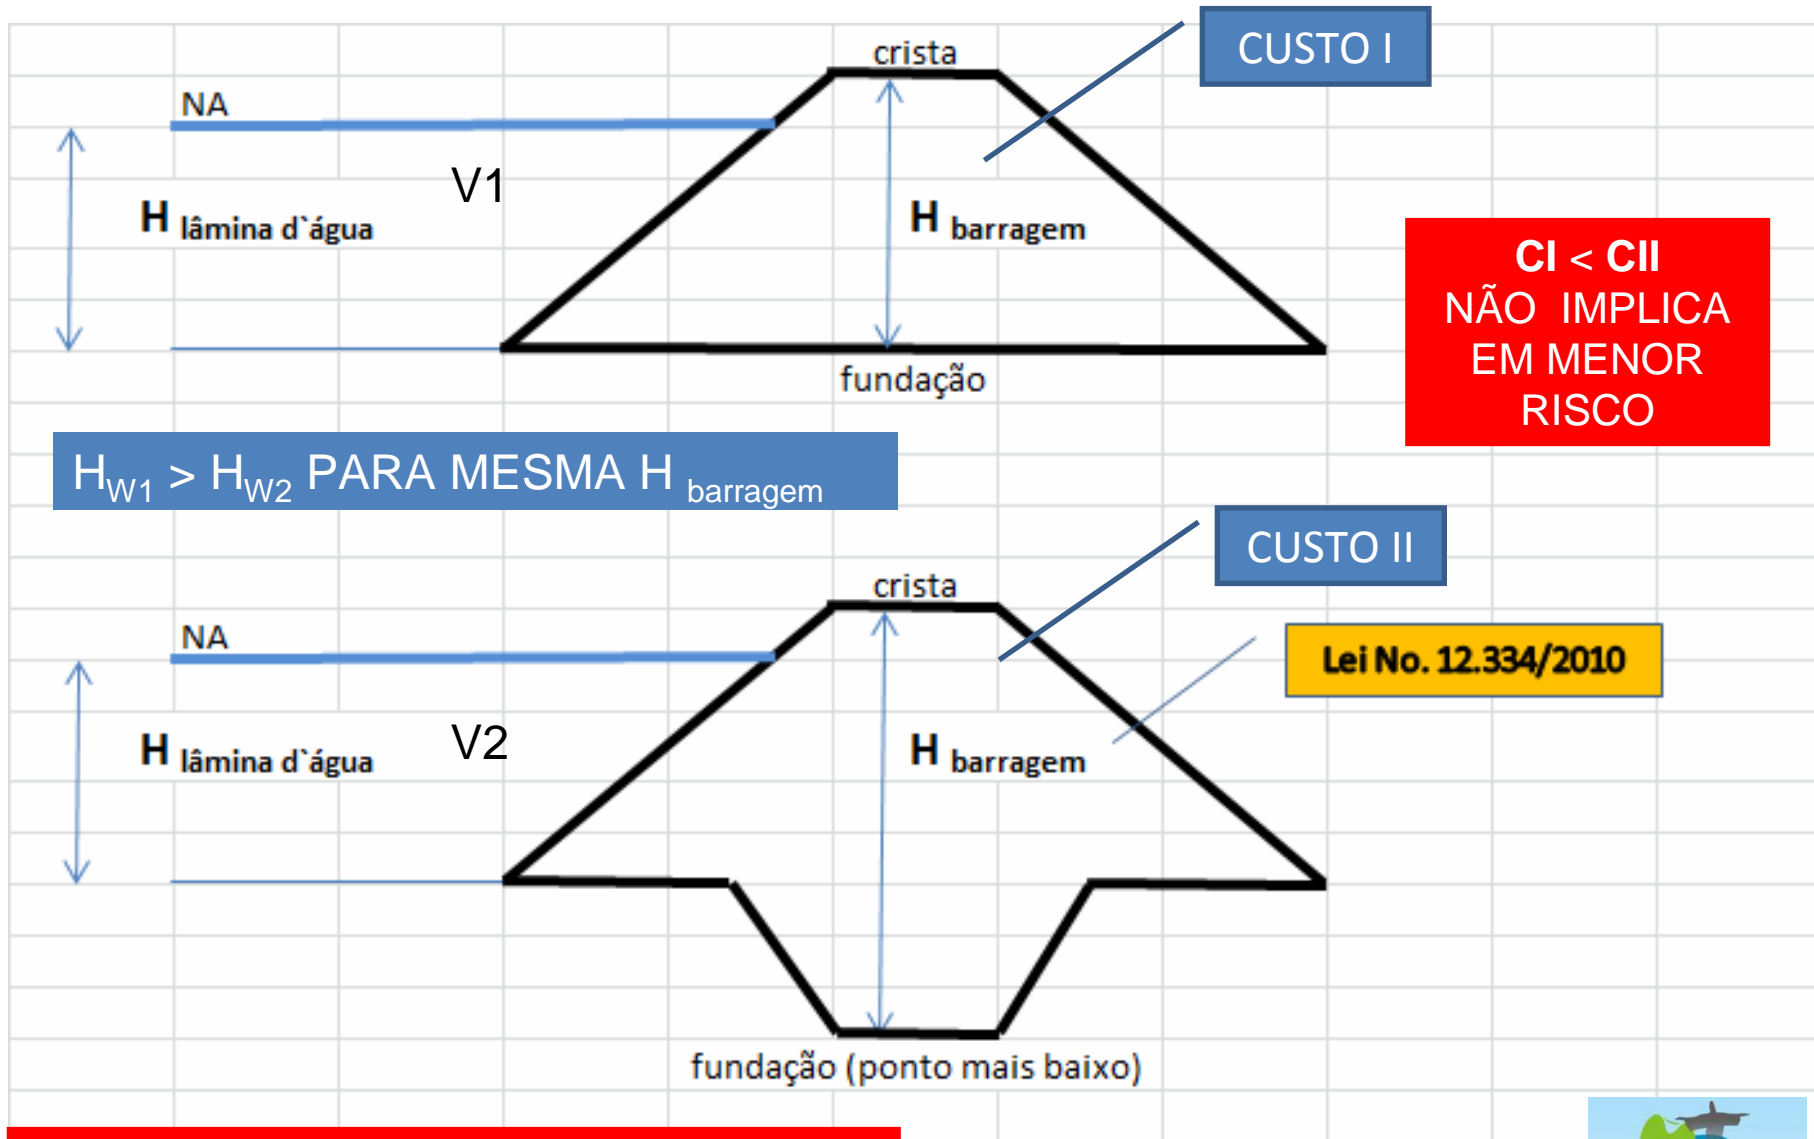 crista
CUSTO I
NA
V1
H lâmina d`água
H barragem
CI < CII
NÃO IMPLICA
EM MENOR
RISCO
fundação
HW1 > HW2 PARA MESMA H barragem
CUSTO II
crista
NA
Lei No. 12.334/2010
V2
H lâmina d`água
H barragem
fundação (ponto mais baixo)